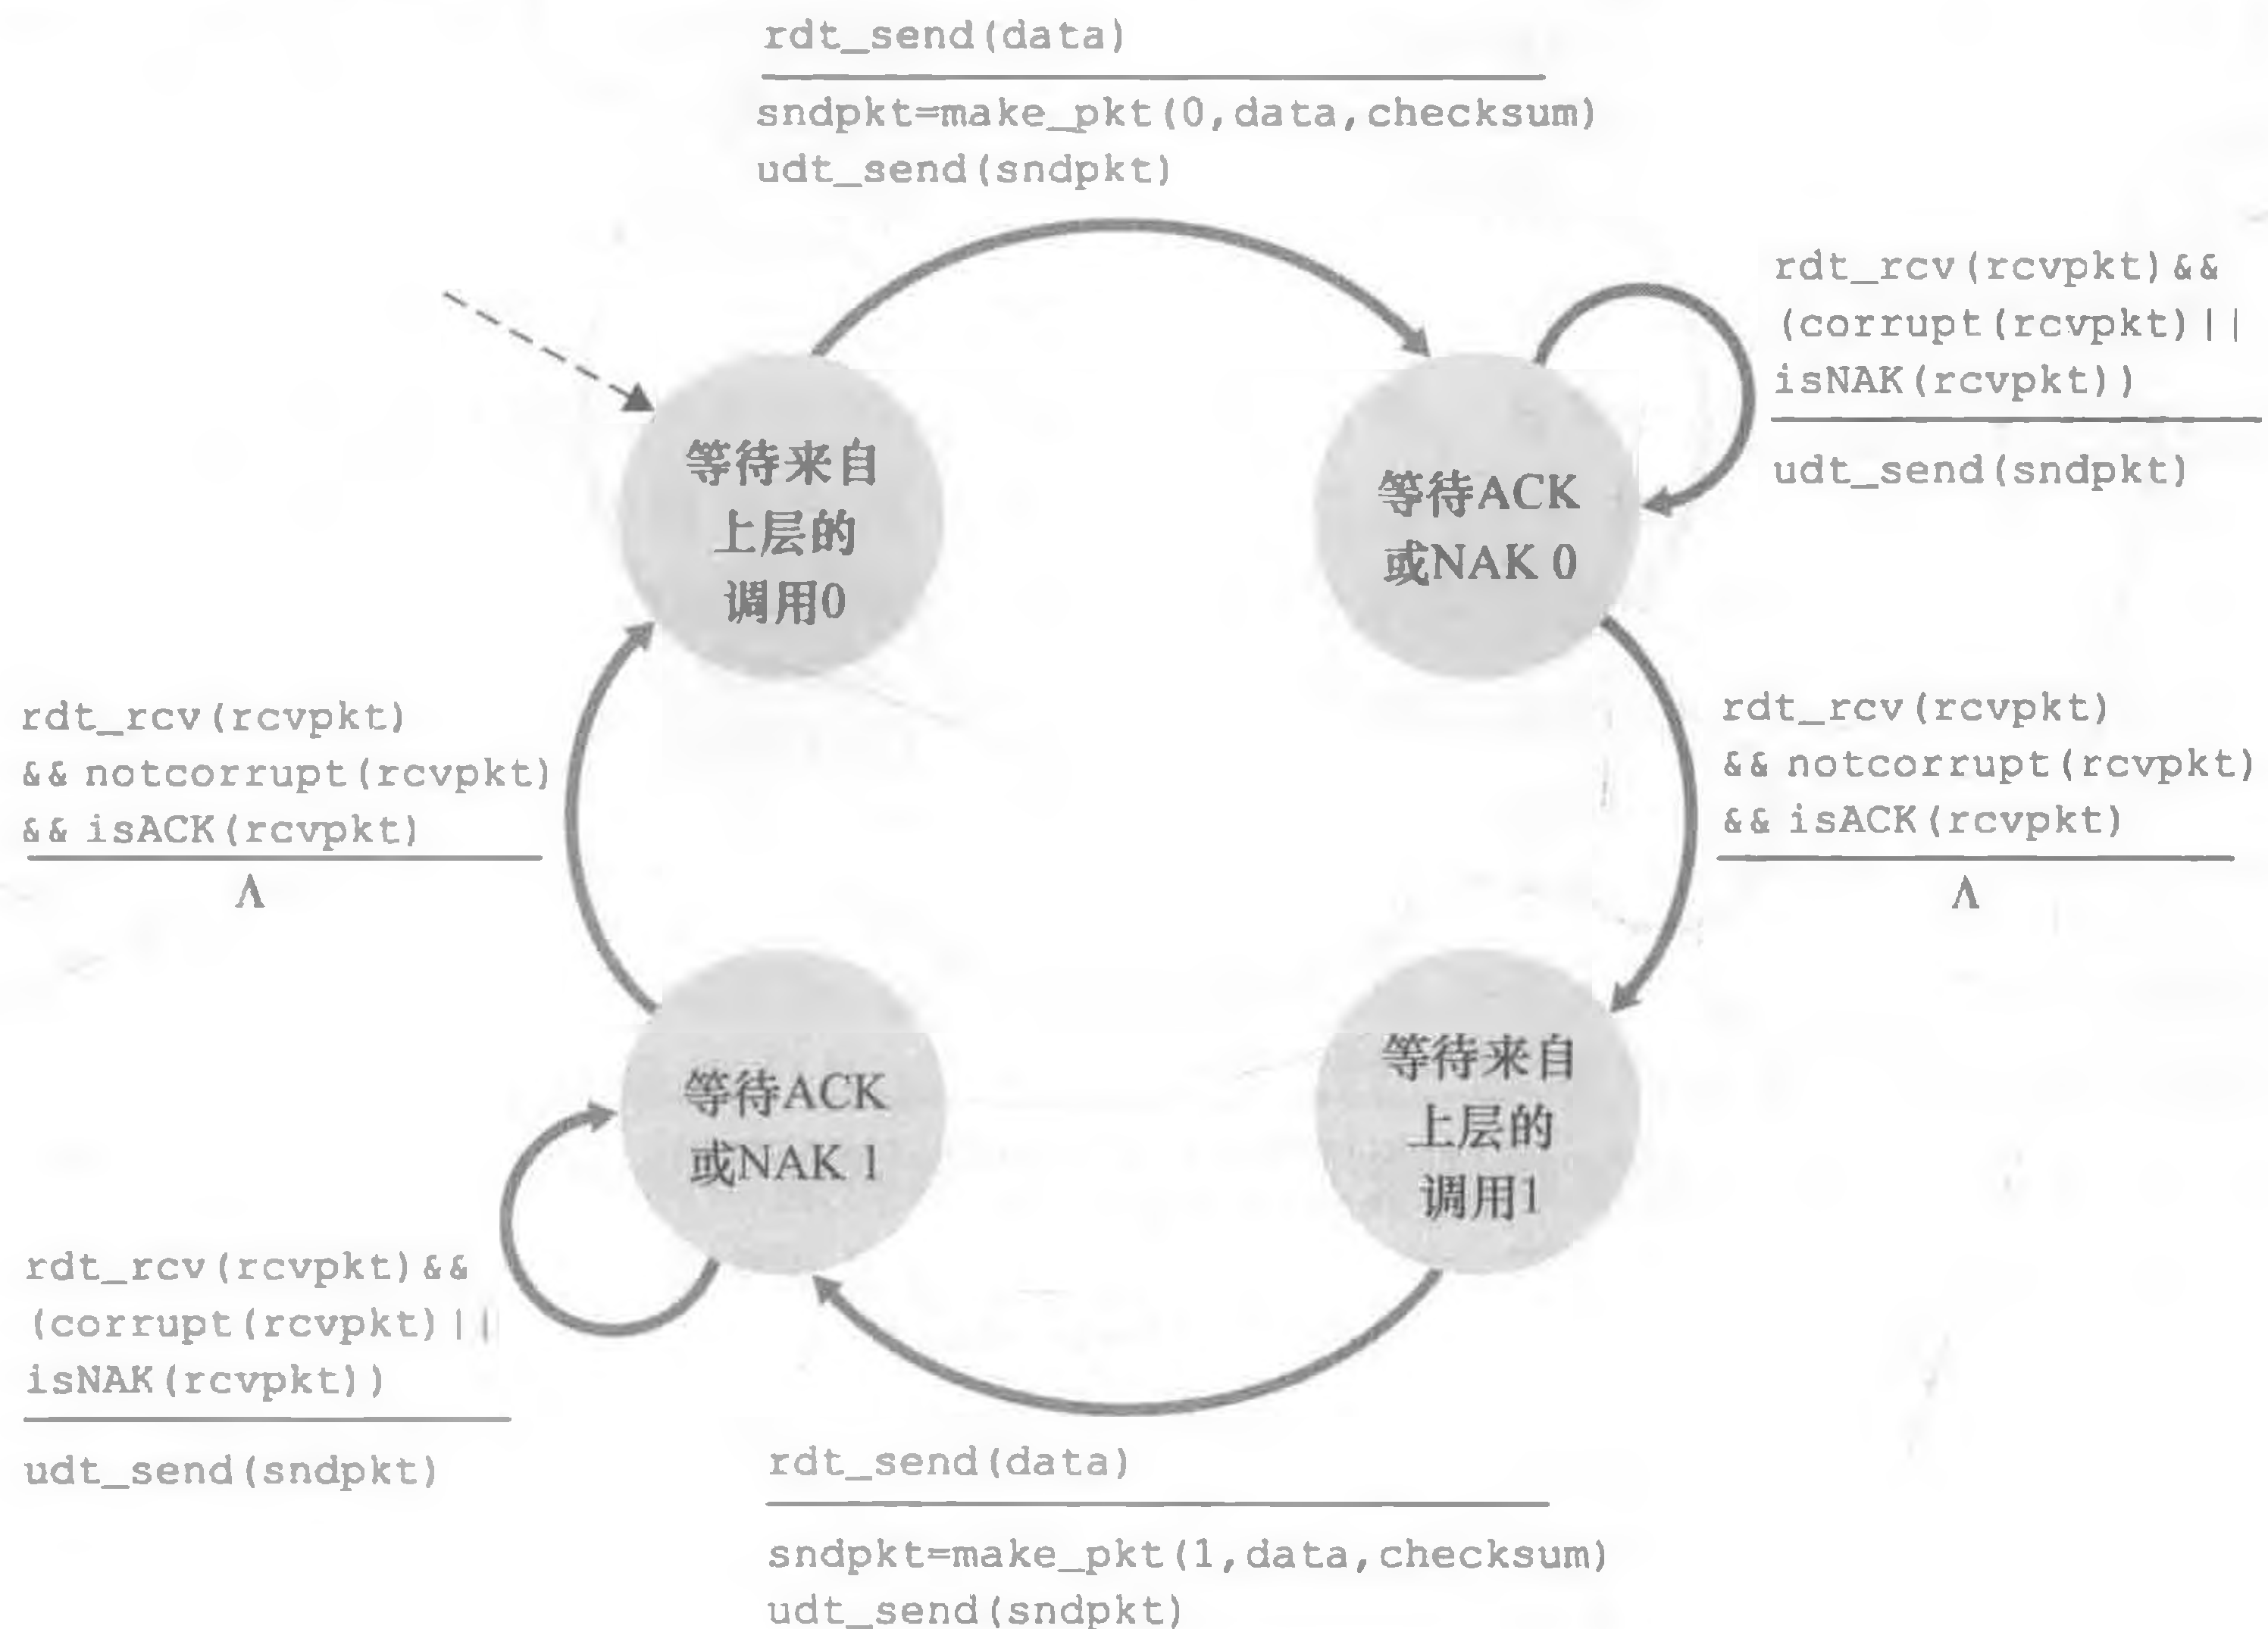 rdt_send(data)
sndpkt=make_pkt(0,data,checksum)
udt_send(sndpkt)
rdt_rcv(rcvpkt)&&
(corrupt(rcvpkt)||
isNAK(rcvpkt))
udt_send(sndpkt)
等待来自
上层的
调用0
等待ACK
或NAK 0
rdt_rcv(rcvpkt)
&& notcorrupt(rcvpkt)
&& isACK(rcvpkt)
Λ
rdt_rcv(rcvpkt)
&& notcorrupt(rcvpkt)
&& isACK(rcvpkt)
Λ
等待ACK
或NAK 1
等待来自
上层的
调用1
rdt_rcv(rcvpkt)&&
(corrupt(rcvpkt)||
isNAK(rcvpkt))
udt_send(sndpkt)
rdt_send(data)
sndpkt=make_pkt(1,data,checksum)
udt_send(sndpkt)